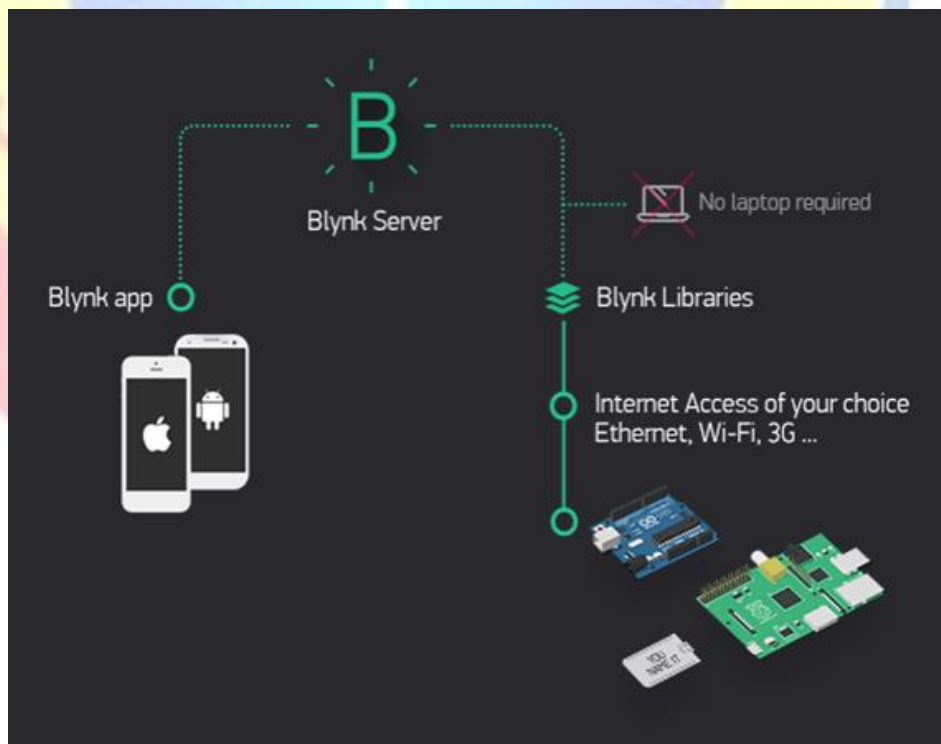 B
Blynk Server
No laptop required
Blynk app
Blynk Libraries
Internet Access of your choice
Ethernet, Wi-Fi, 3G ...
YOU
NAME IT